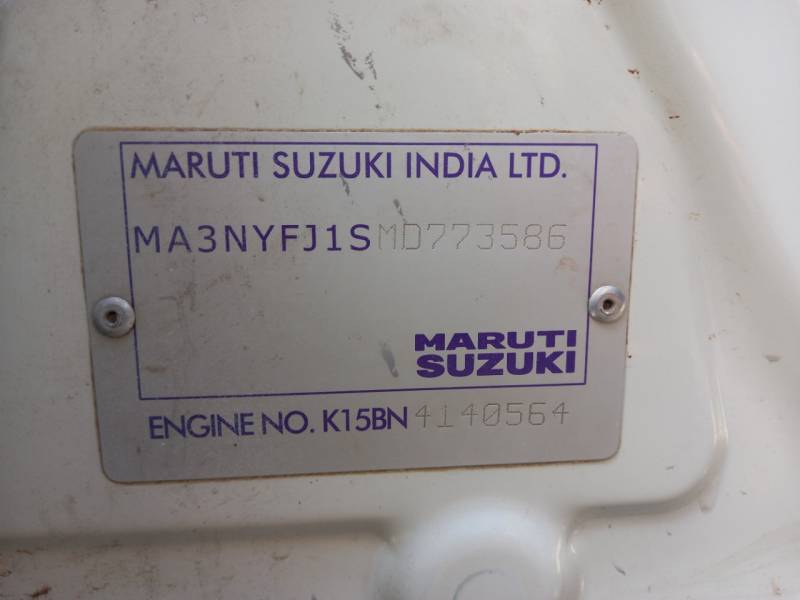 MARUTI SUZUKI INDIA LTD.
MA3NYFJ1SMD773586
MARUTI
SUZUKI
ENGINE NO. K15BN4140564